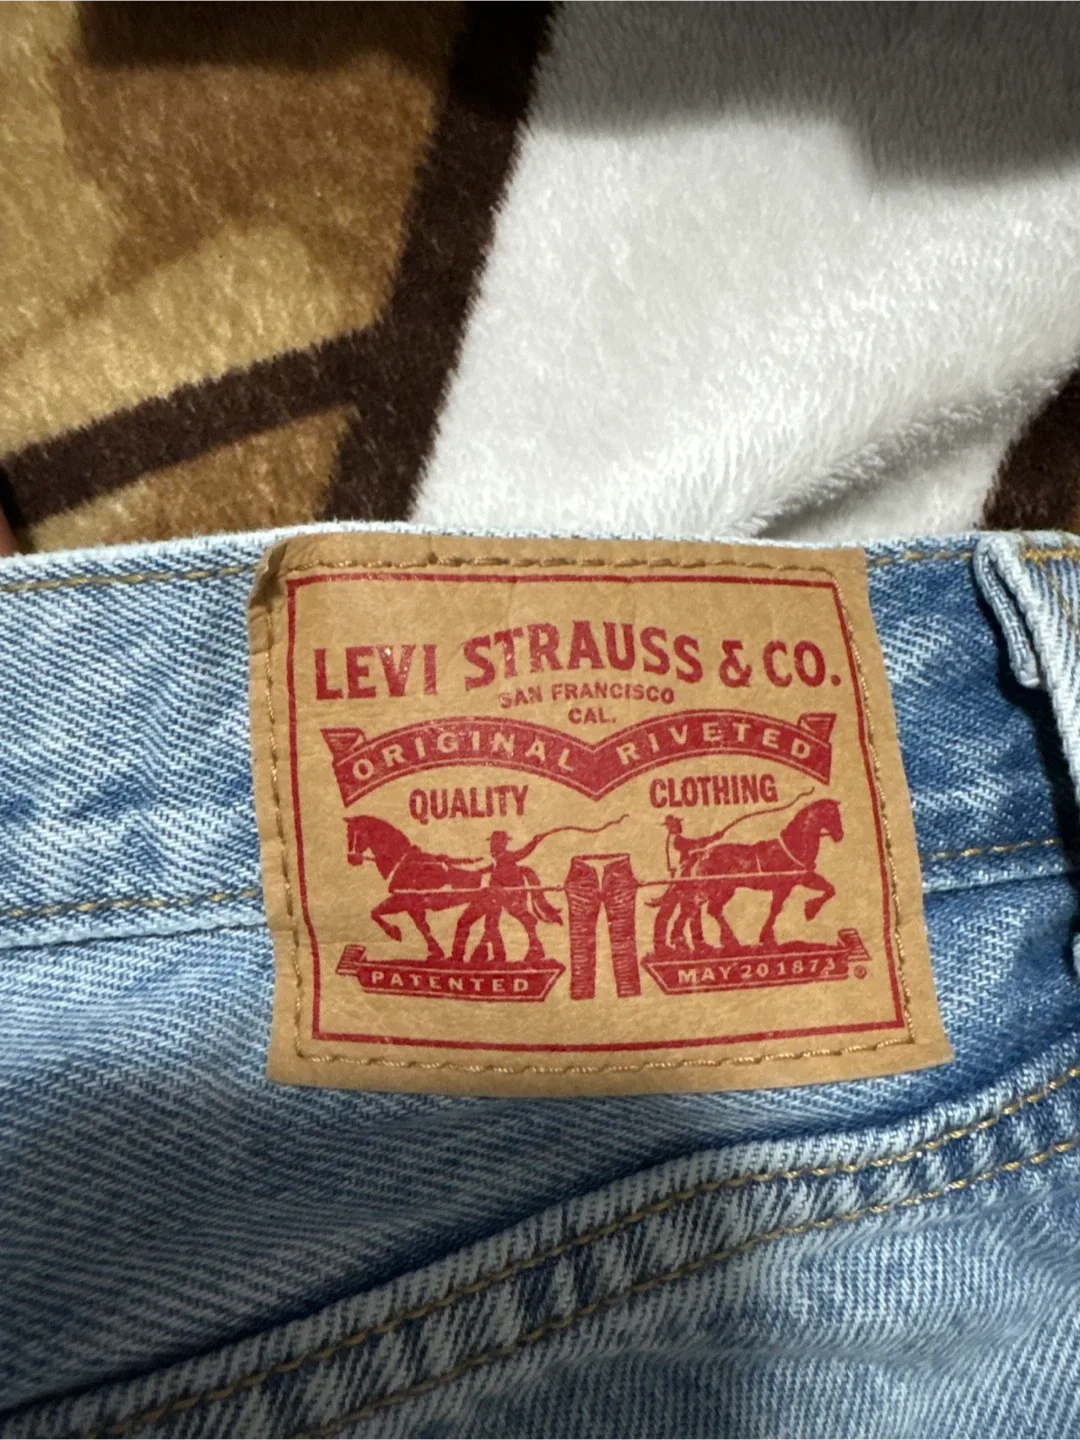 LEVI STRAUSS & CO.
SAN FRANCISCO
CAL.
ORIGINAL RIVETED
QUALITY CLOTHING
PATENTED MAY 20 1873 ®